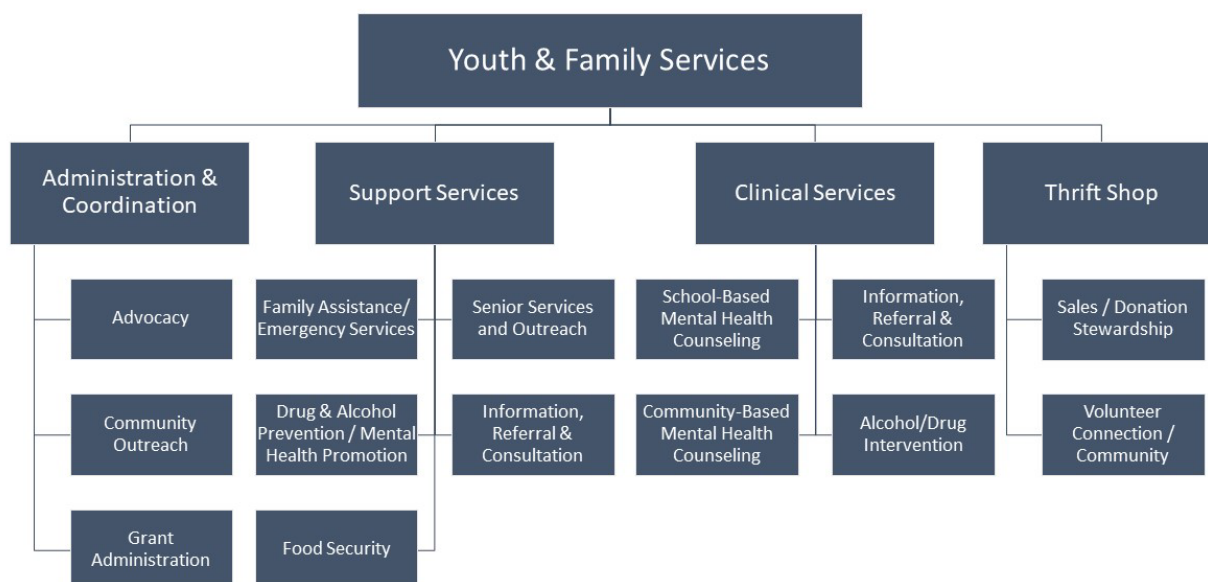 Youth & Family Services
Administration &
Coordination
Support Services
Clinical Services
Thrift Shop
Advocacy
Family Assistance/
Emergency Services
Senior Services
and Outreach
School-Based
Mental Health
Counseling
Information,
Referral &
Consultation
Sales / Donation
Stewardship
Community
Outreach
Drug & Alcohol
Prevention / Mental
Health Promotion
Information,
Referral &
Consultation
Community-Based
Mental Health
Counseling
Alcohol/Drug
Intervention
Volunteer
Connection /
Community
Grant
Administration
Food Security